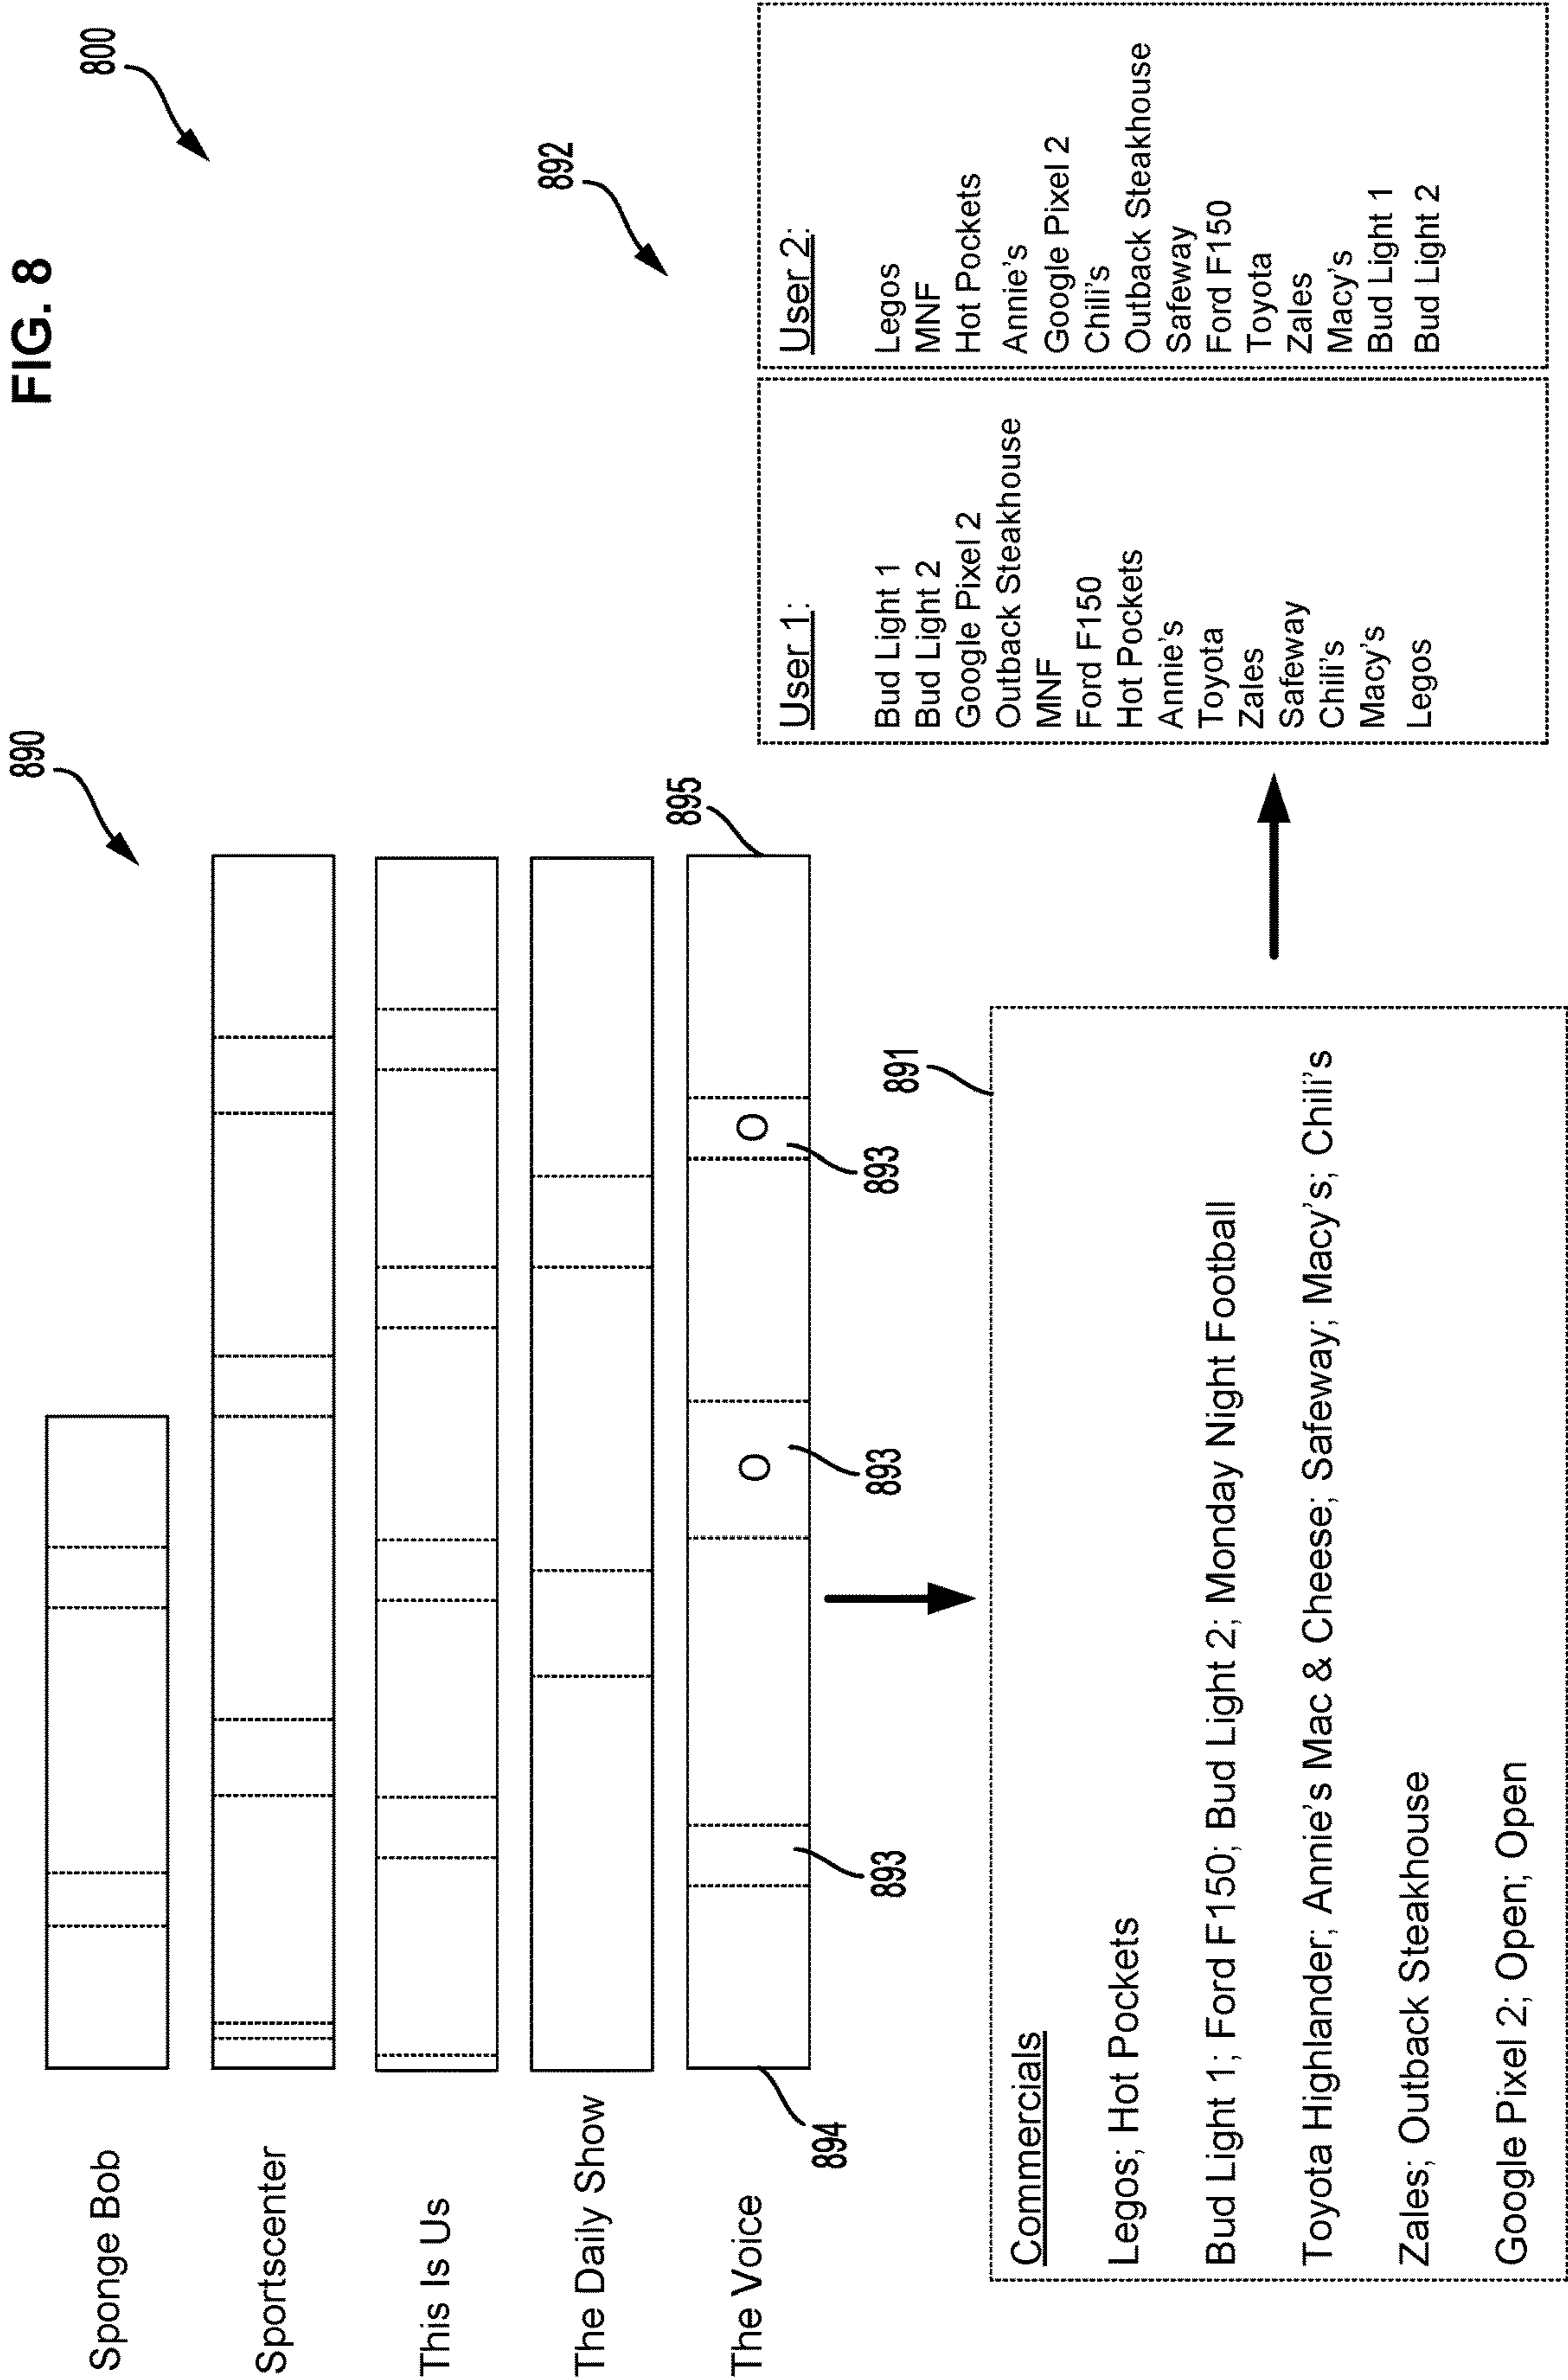 FIG. 8
800
890
Sponge Bob
Sportscenter
This Is Us
The Daily Show
The Voice
894
895
893
893
893
891
Commercials
Legos; Hot Pockets
Bud Light 1; Ford F150; Bud Light 2; Monday Night Football
Toyota Highlander; Annie's Mac & Cheese; Safeway; Macy's; Chili's
Zales; Outback Steakhouse
Google Pixel 2; Open; Open
892
User 1:
Bud Light 1
Bud Light 2
Google Pixel 2
Outback Steakhouse
MNF
Ford F150
Hot Pockets
Annie's
Toyota
Zales
Safeway
Chili's
Macy's
Legos
User 2:
Legos
MNF
Hot Pockets
Annie's
Google Pixel 2
Chili's
Outback Steakhouse
Safeway
Ford F150
Toyota
Zales
Macy's
Bud Light 1
Bud Light 2
O
O